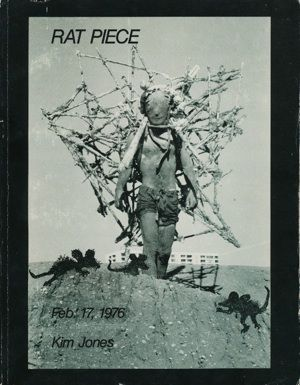 RAT PIECE
Feb. 17, 1976
Kim Jones